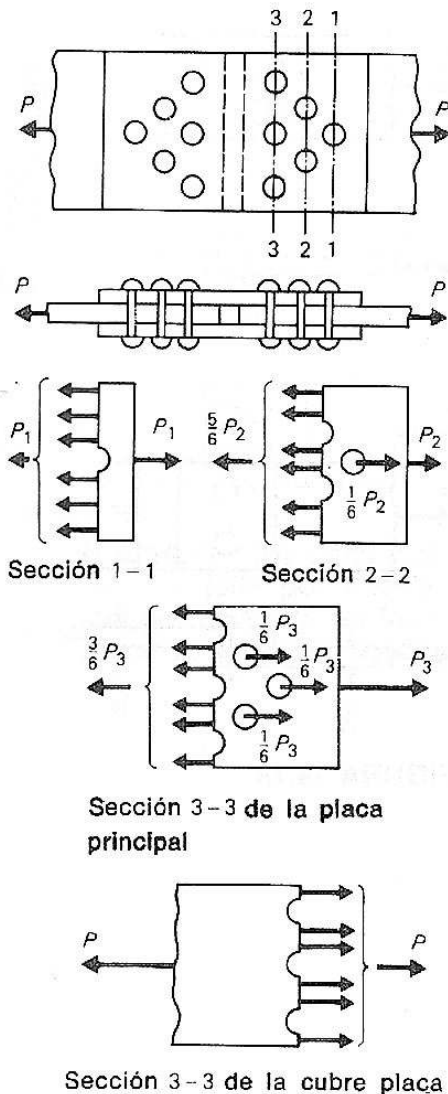 3 2 1
P P
3 2 1
P P
P₁ P₁
5/6 P₂ P₂
1/6 P₂
Sección 1-1 Sección 2-2
1/6 P₃
3/6 P₃ 1/6 P₃ P₃
1/6 P₃
Sección 3-3 de la placa
principal
P P
Sección 3-3 de la cubre placa